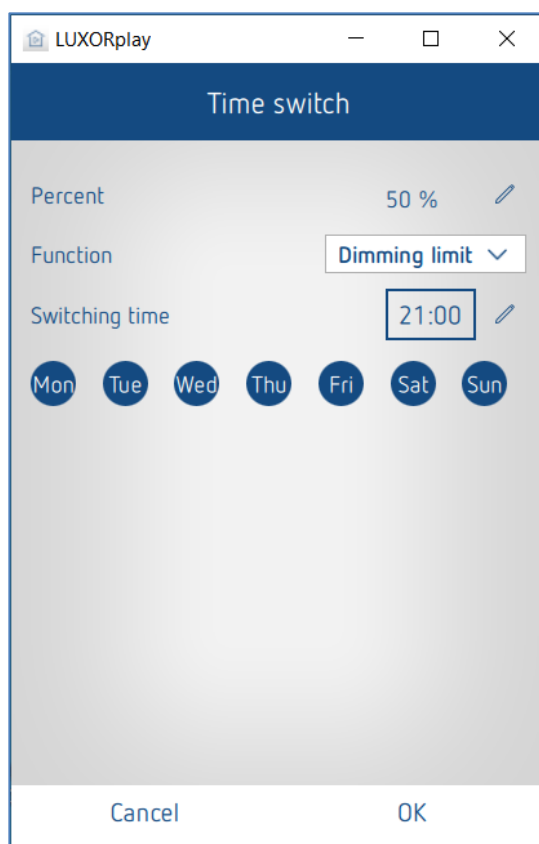 LUXORplay
Time switch
Percent 50 %
Function Dimming limit
Switching time 21:00
Mon Tue Wed Thu Fri Sat Sun
Cancel OK